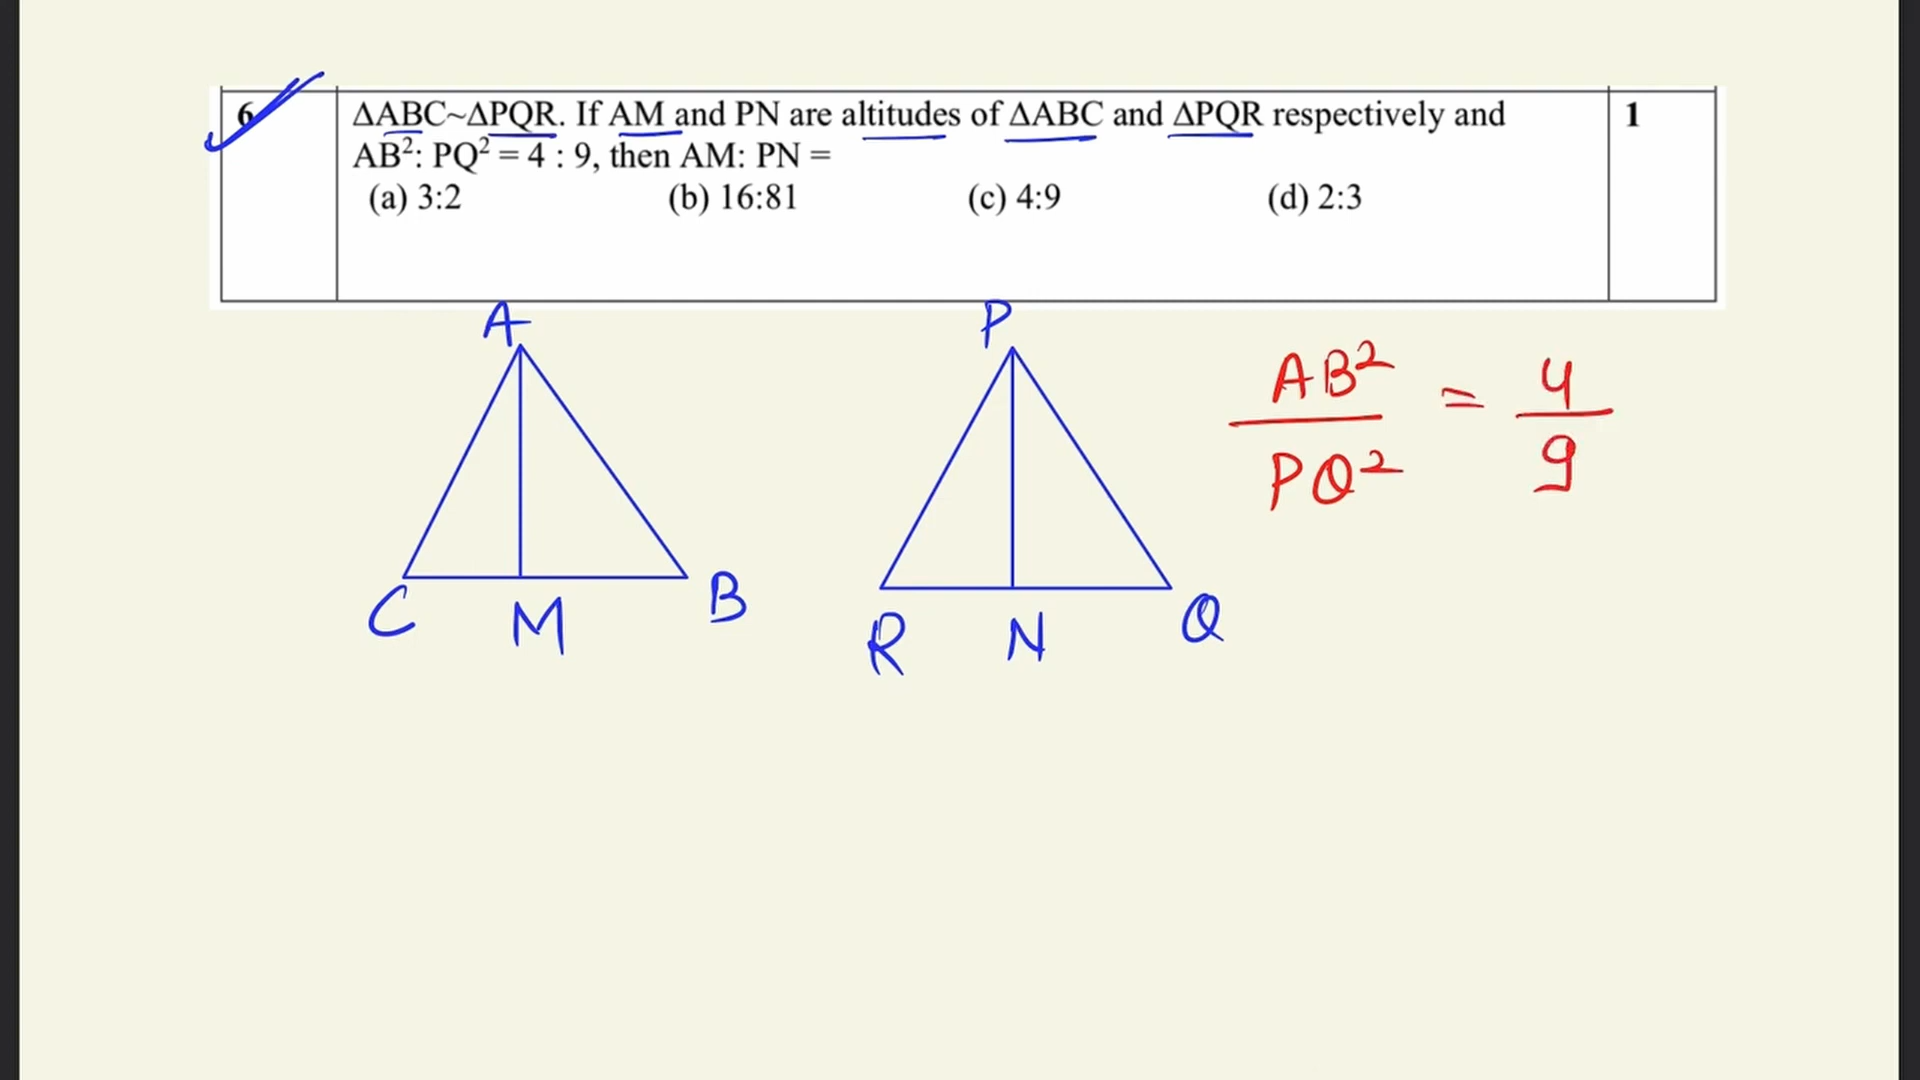 6 ΔABC~ΔPQR. If AM and PN are altitudes of ΔABC and ΔPQR respectively and 1
AB²: PQ² = 4 : 9, then AM: PN =
(a) 3:2 (b) 16:81 (c) 4:9 (d) 2:3
A P
AB² / PQ² = 4 / 9
C M B R N Q